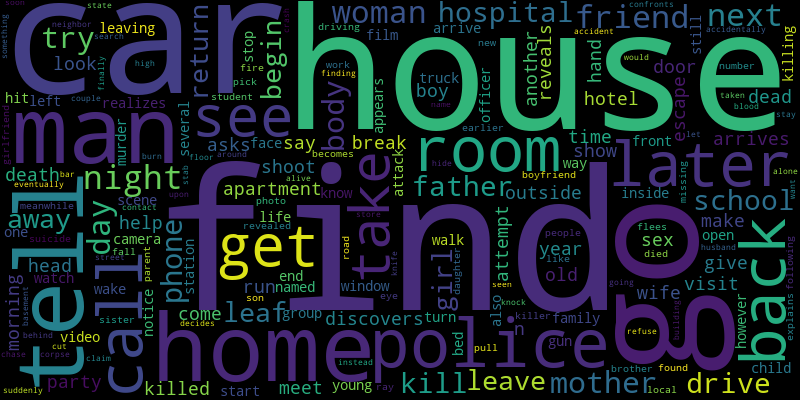 car
house
find
man
get
tell
home
go
police
room
see
later
back
take
call
night
father
mother
school
woman
hospital
friend
next
try
look
return
begin
body
another
reveals
hand
hotel
door
escape
dead
killing
still
boy
truck
officer
arrive
film
driving
stop
fire
pick
student
work
finding
appears
leaving
state
neighbor
search
finally
high
couple
something
soon
hit
left
realizes
several
murder
girlfriend
death
asks
face
say
break
becomes
shoot
alive
know
apartment
photo
life
revealed
window
road
store
attack
boyfriend
outside
time
way
show
front
inside
missing
arrives
number
taken
blood
stay
accident
accidentally
confronts
new
earlier
would
hide
name
crash
let
alone
want
away
day
scene
camera
help
fall
street
contact
suicide
meanwhile
bar
eventually
burn
floor
around
stab
upon
one
head
watch
wake
parent
phone
station
notice
sister
morning
basement
behind
video
cut
claim
chase
corpse
suddenly
party
killed
start
decides
come
leaf
run
son
end
named
group
discovers
turn
meet
young
instead
ray
eye
knife
girl
daughter
walk
seen
knock
attempt
year
old
people
like
sex
died
flees
husband
going
building
refuse
make
open
give
visit
wife
family
gun
also
n
bed
killer
pull
kill
leave
brother
found
local
drive
child
however
explains
following